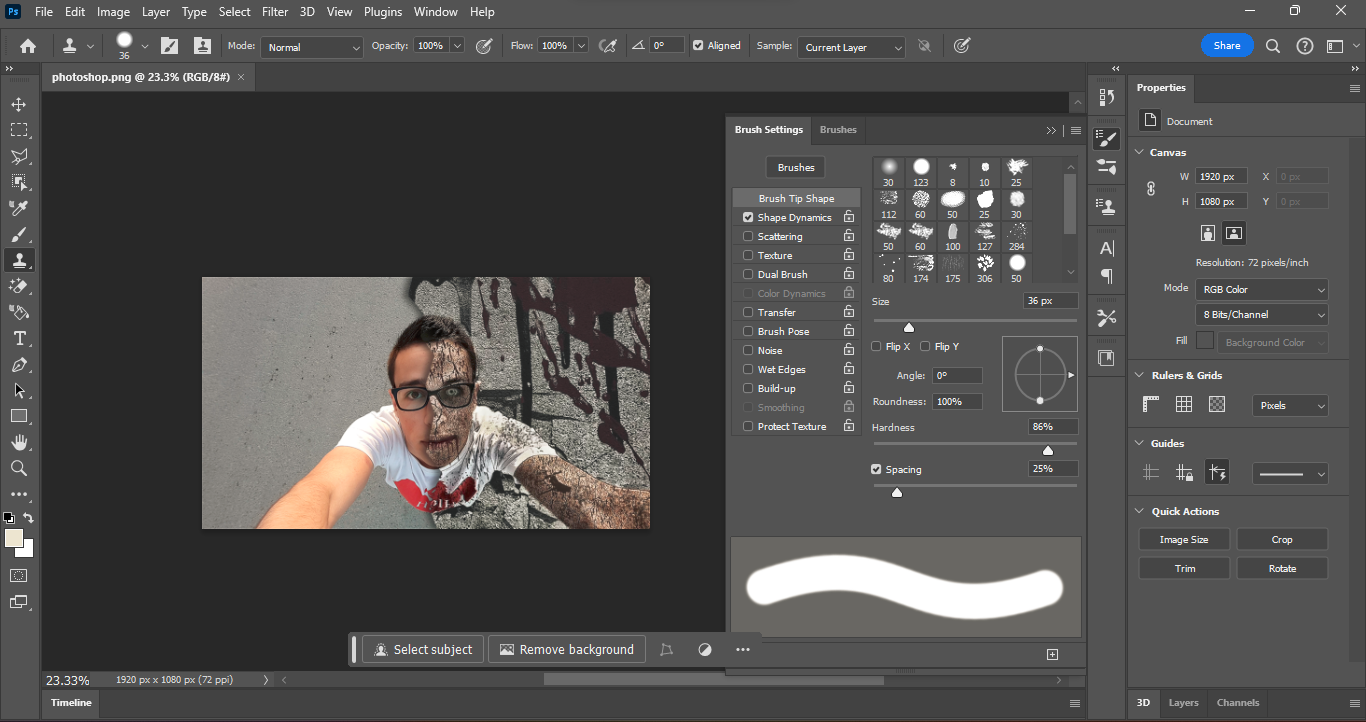 Ps File Edit Image Layer Type Select Filter 3D View Plugins Window Help
36 Mode: Normal Opacity: 100% Flow: 100% 0° Aligned Sample: Current Layer Share
photoshop.png @ 23.3% (RGB/8#) ×
Brush Settings Brushes
Brushes
Brush Tip Shape
Shape Dynamics
Scattering
Texture
Dual Brush
Color Dynamics
Transfer
Brush Pose
Noise
Wet Edges
Build-up
Smoothing
Protect Texture
30 123 8 10 25
112 60 50 25 30
50 60 100 127 284
80 174 175 306 50
Size 36 px
Flip X Flip Y
Angle: 0°
Roundness: 100%
Hardness 86%
Spacing 25%
Properties
Document
Canvas
W 1920 px X 0 px
H 1080 px Y 0 px
Resolution: 72 pixels/inch
Mode RGB Color
8 Bits/Channel
Fill Background Color
Rulers & Grids
Pixels
Guides
Quick Actions
Image Size Crop
Trim Rotate
Select subject Remove background
23.33% 1920 px x 1080 px (72 ppi)
Timeline
3D Layers Channels